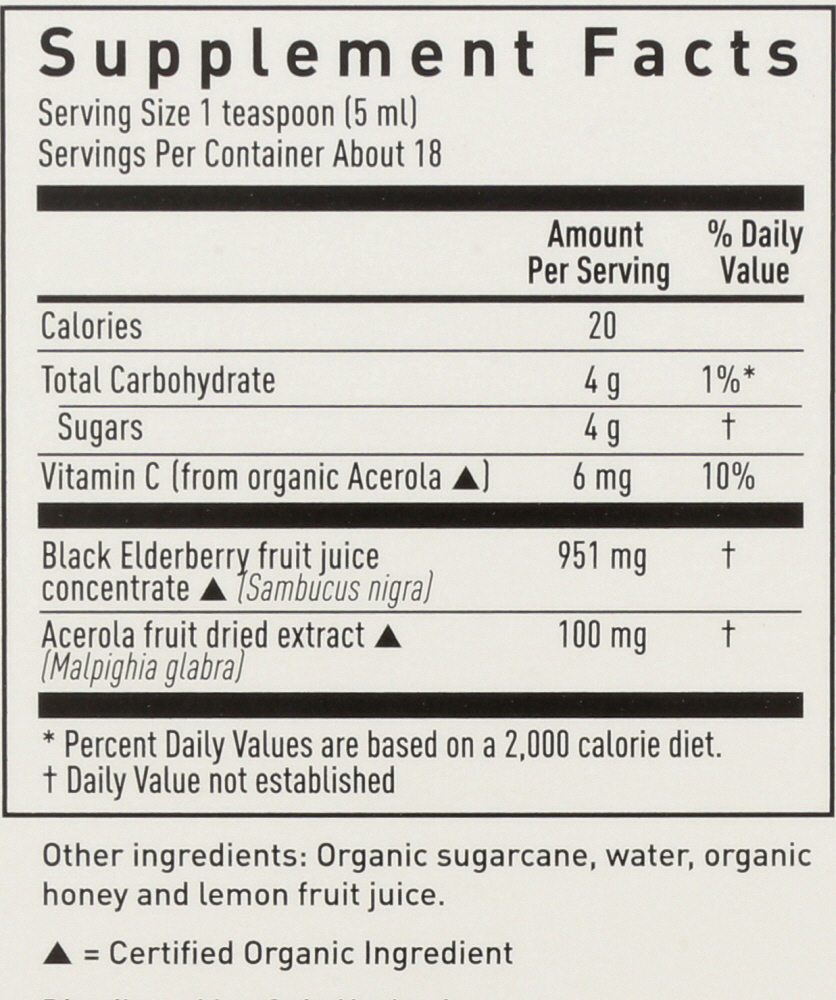 Supplement Facts
Serving Size 1 teaspoon (5 ml)
Servings Per Container About 18
Amount Per Serving % Daily Value
Calories 20
Total Carbohydrate 4 g 1%*
Sugars 4 g †
Vitamin C (from organic Acerola ▲) 6 mg 10%
Black Elderberry fruit juice 951 mg †
concentrate ▲ (Sambucus nigra)
Acerola fruit dried extract ▲ 100 mg †
(Malpighia glabra)
* Percent Daily Values are based on a 2,000 calorie diet.
† Daily Value not established
Other ingredients: Organic sugarcane, water, organic
honey and lemon fruit juice.
▲ = Certified Organic Ingredient